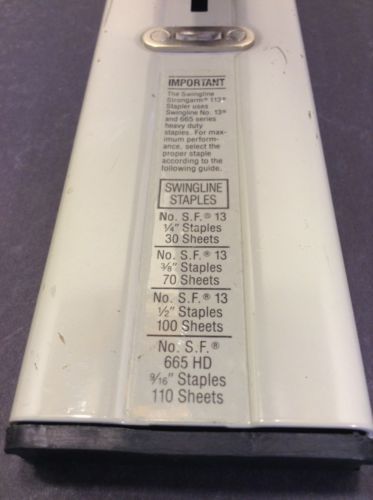 IMPORTANT
The Swingline
Strongarm® 113®
Stapler uses
Swingline No. 13®
and 665 series
heavy duty
staples. For max-
imum perform-
ance, select the
proper staple
according to the
following guide.
SWINGLINE
STAPLES
No. S.F.® 13
¼" Staples
30 Sheets
No. S.F.® 13
⅜" Staples
70 Sheets
No. S.F.® 13
½" Staples
100 Sheets
No. S.F.®
665 HD
9/16" Staples
110 Sheets